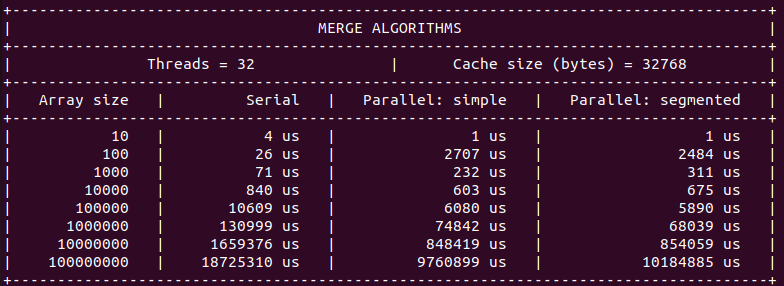 +------------------------------------------------------------------------------------+
| MERGE ALGORITHMS |
+------------------------------------------------------------------------------------+
| Threads = 32 | Cache size (bytes) = 32768 |
+------------------------------------------------------------------------------------+
| Array size | Serial | Parallel: simple | Parallel: segmented |
+------------------------------------------------------------------------------------+
| 10 | 4 us | 1 us | 1 us |
| 100 | 26 us | 2707 us | 2484 us |
| 1000 | 71 us | 232 us | 311 us |
| 10000 | 840 us | 603 us | 675 us |
| 100000 | 10609 us | 6080 us | 5890 us |
| 1000000 | 130999 us | 74842 us | 68039 us |
| 10000000 | 1659376 us | 848419 us | 854059 us |
| 100000000 | 18725310 us | 9760899 us | 10184885 us |
+------------------------------------------------------------------------------------+